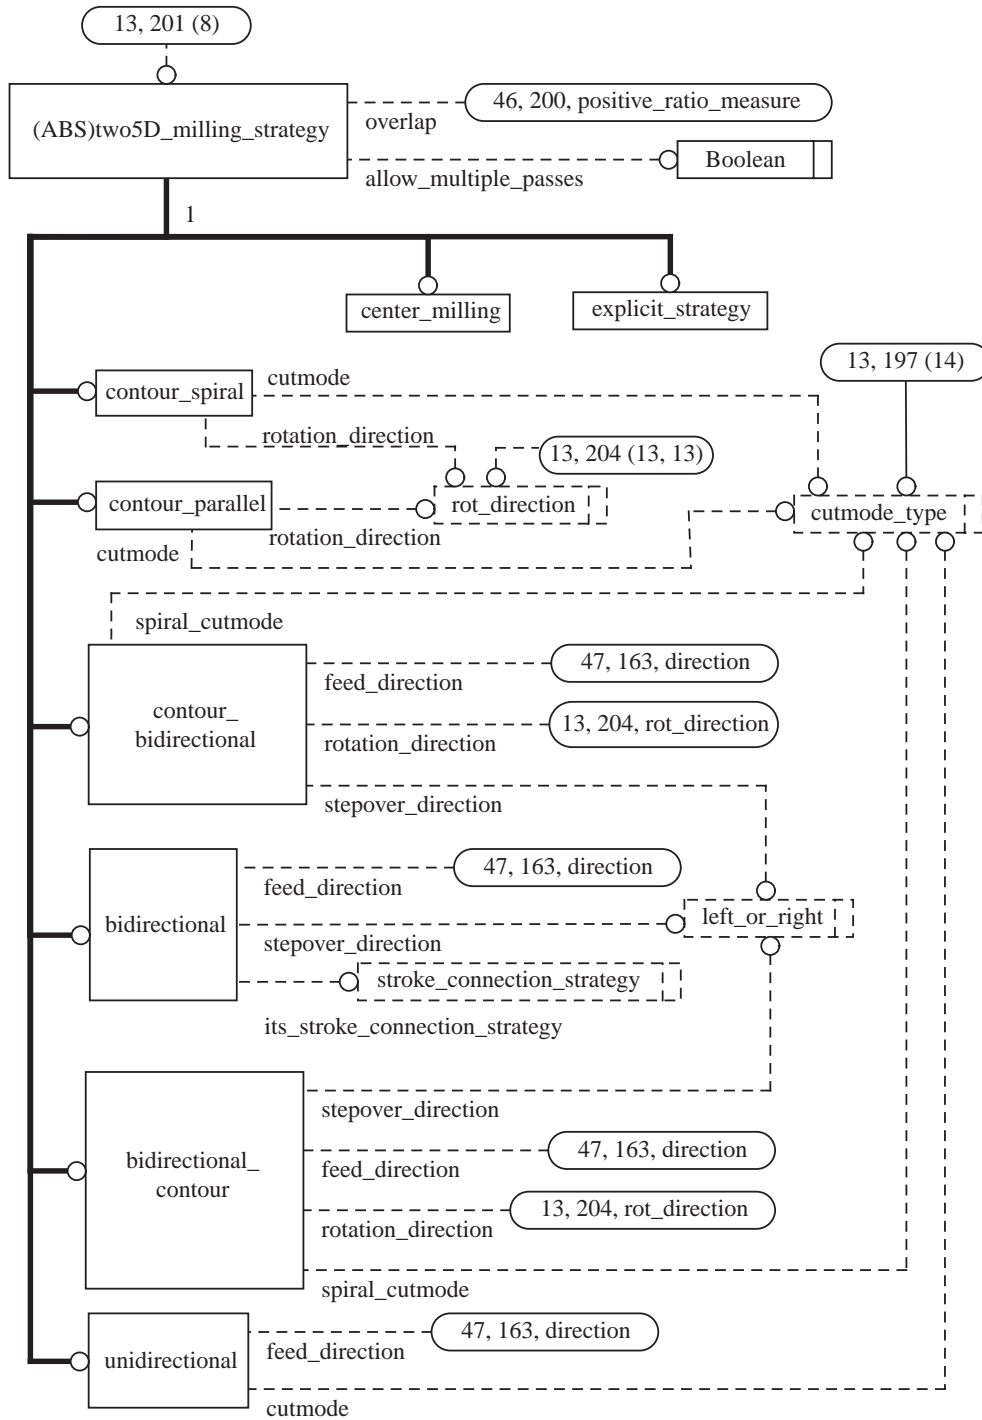 13, 201 (8)
(ABS)two5D_milling_strategy
46, 200, positive_ratio_measure
overlap
Boolean
allow_multiple_passes
1
center_milling
explicit_strategy
13, 197 (14)
contour_spiral
cutmode
rotation_direction
13, 204 (13, 13)
contour_parallel
rot_direction
cutmode_type
rotation_direction
cutmode
spiral_cutmode
contour_
bidirectional
47, 163, direction
feed_direction
13, 204, rot_direction
rotation_direction
stepover_direction
bidirectional
47, 163, direction
feed_direction
left_or_right
stepover_direction
stroke_connection_strategy
its_stroke_connection_strategy
bidirectional_
contour
stepover_direction
47, 163, direction
feed_direction
13, 204, rot_direction
rotation_direction
spiral_cutmode
unidirectional
47, 163, direction
feed_direction
cutmode